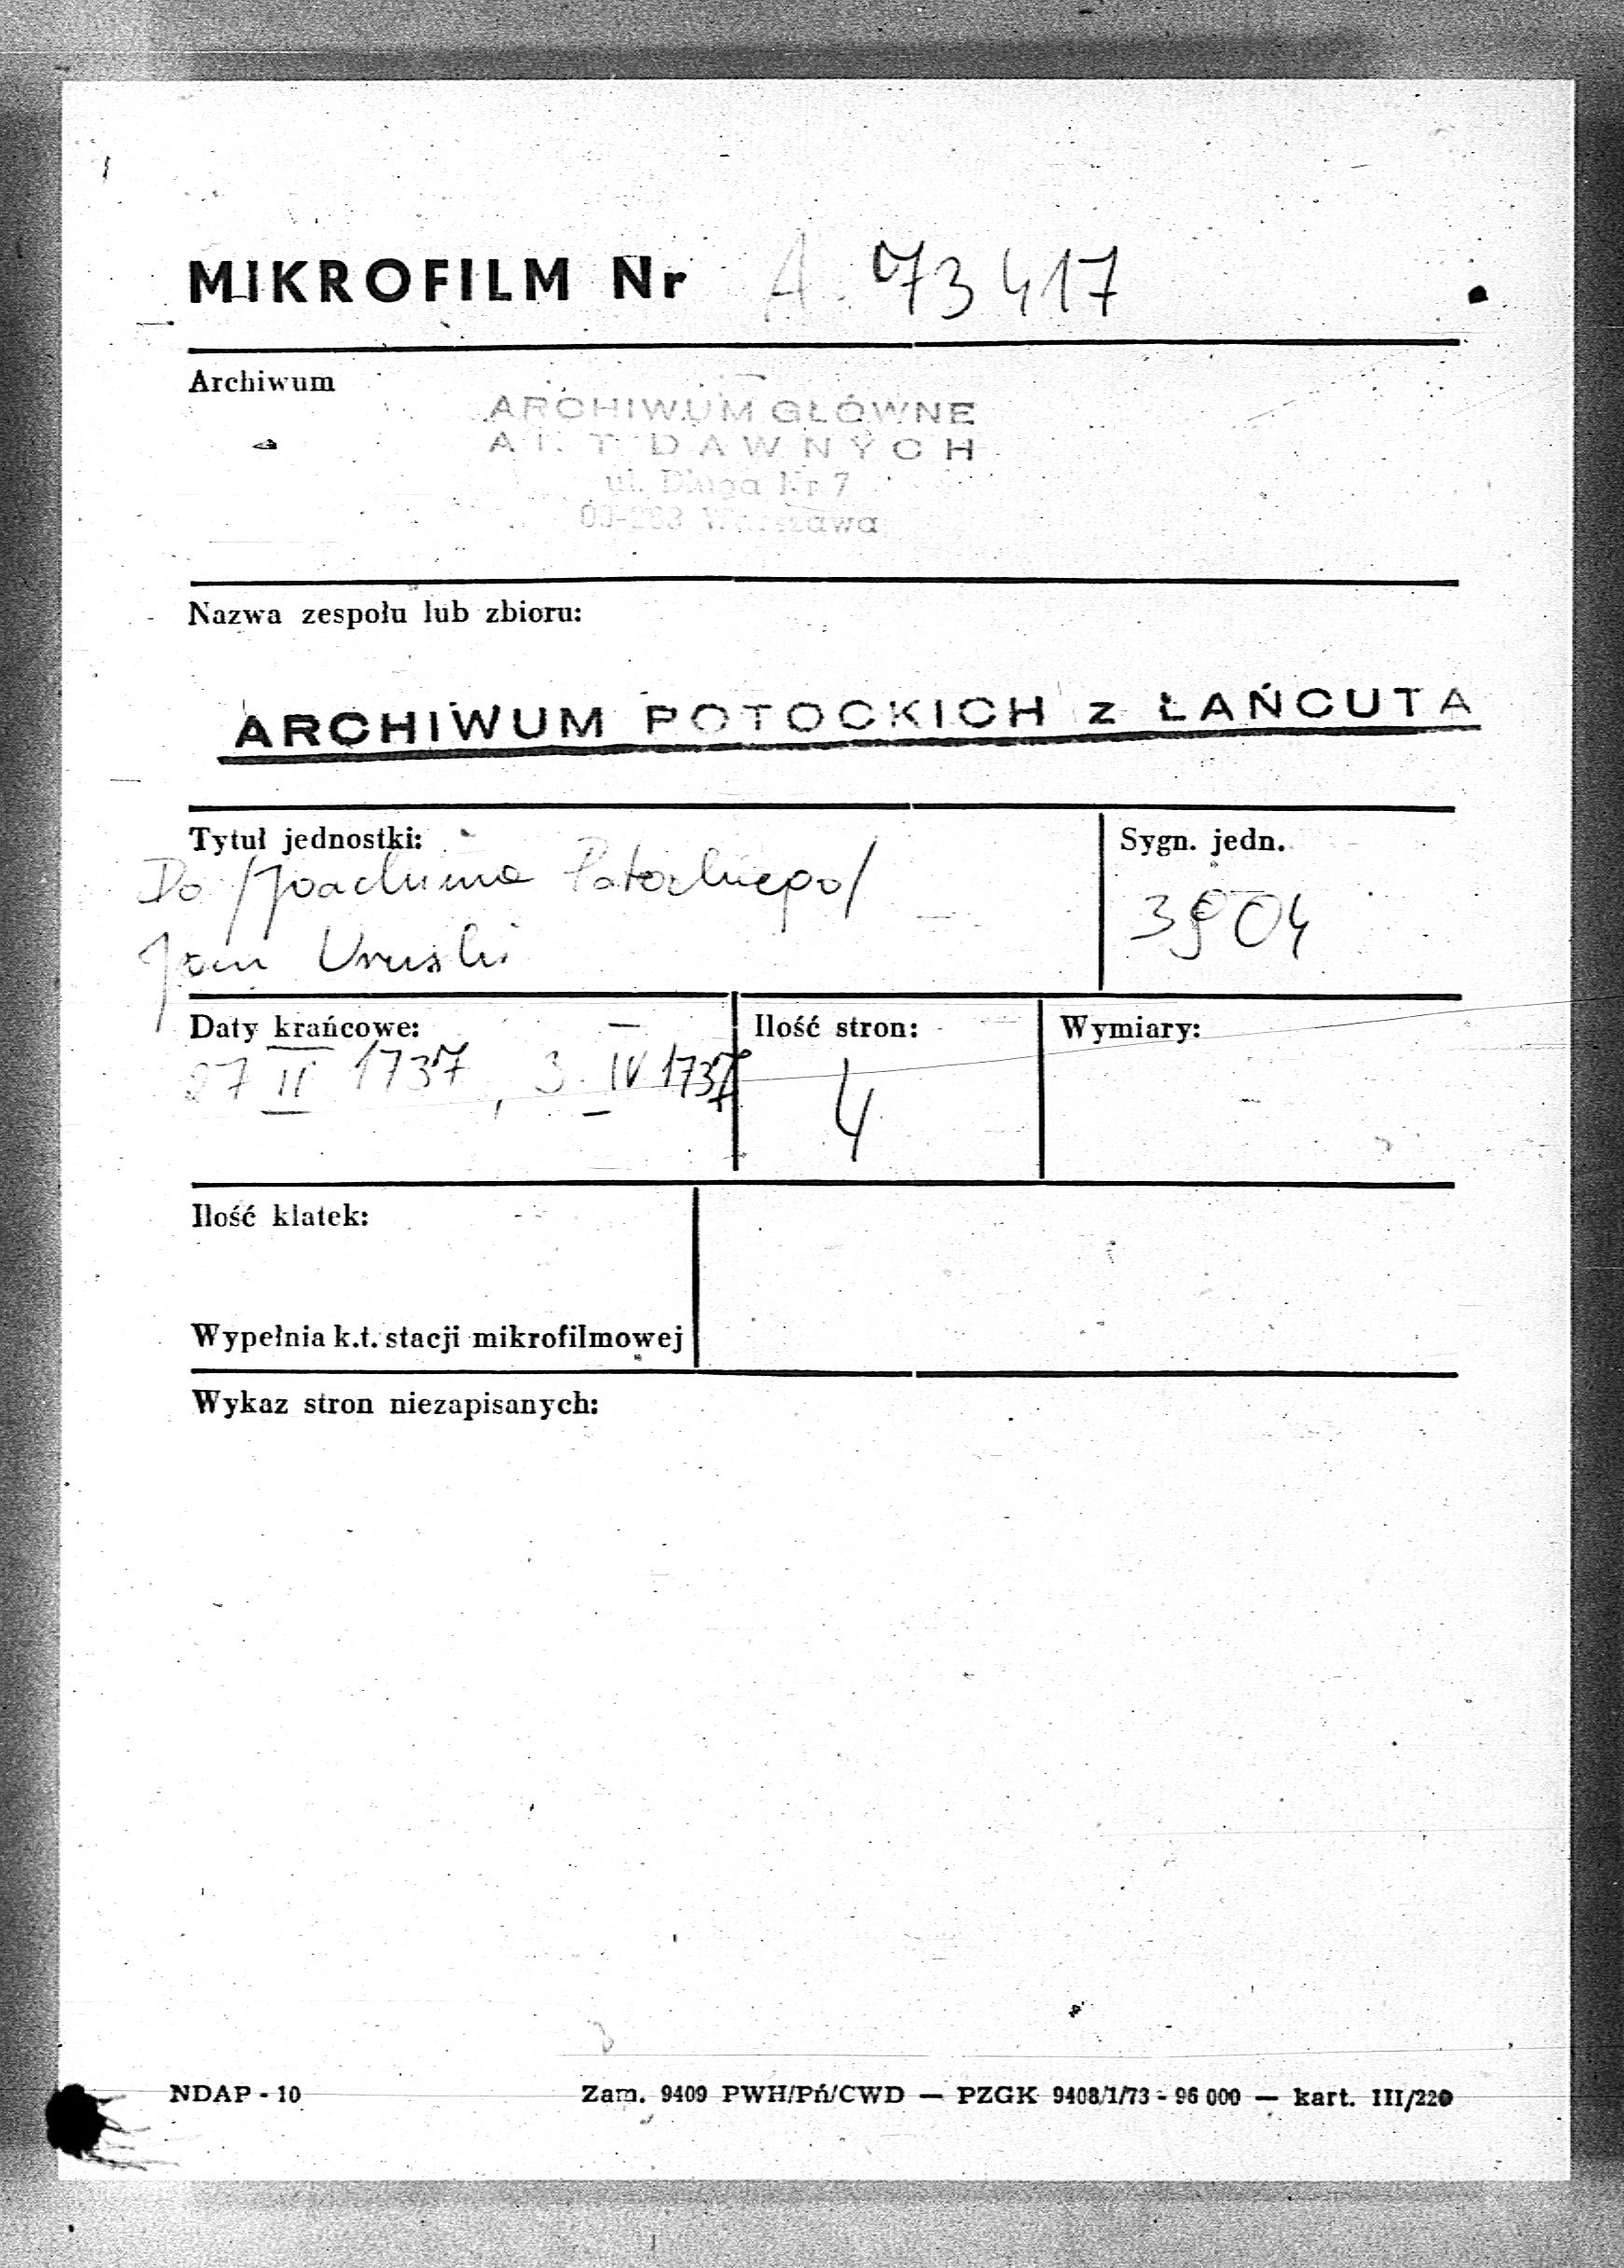 MIKROFILM Nr A. 73417
Archiwum
ARCHIWUM GŁÓWNE
AKT DAWNYCH
ul. Długa Nr 7
00-263 Warszawa
Nazwa zespołu lub zbioru:
ARCHIWUM POTOCKICH z ŁAŃCUTA
Tytuł jednostki:
Do /Joachima Potockiego/
Jan Uruski
Sygn. jedn.
3904
Daty krańcowe:
27 II 1737, 3. IV 1737
Ilość stron:
4
Wymiary:
Ilość klatek:
Wypełnia k.t. stacji mikrofilmowej
Wykaz stron niezapisanych:
NDAP - 10
Zam. 9409 PWH/Pń/CWD — PZGK 9408/1/73 - 96 000 — kart. III/220